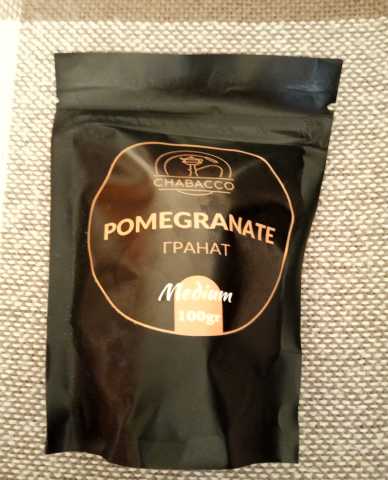 CHABACCO
POMEGRANATE
ГРАНАТ
Medium
100gr